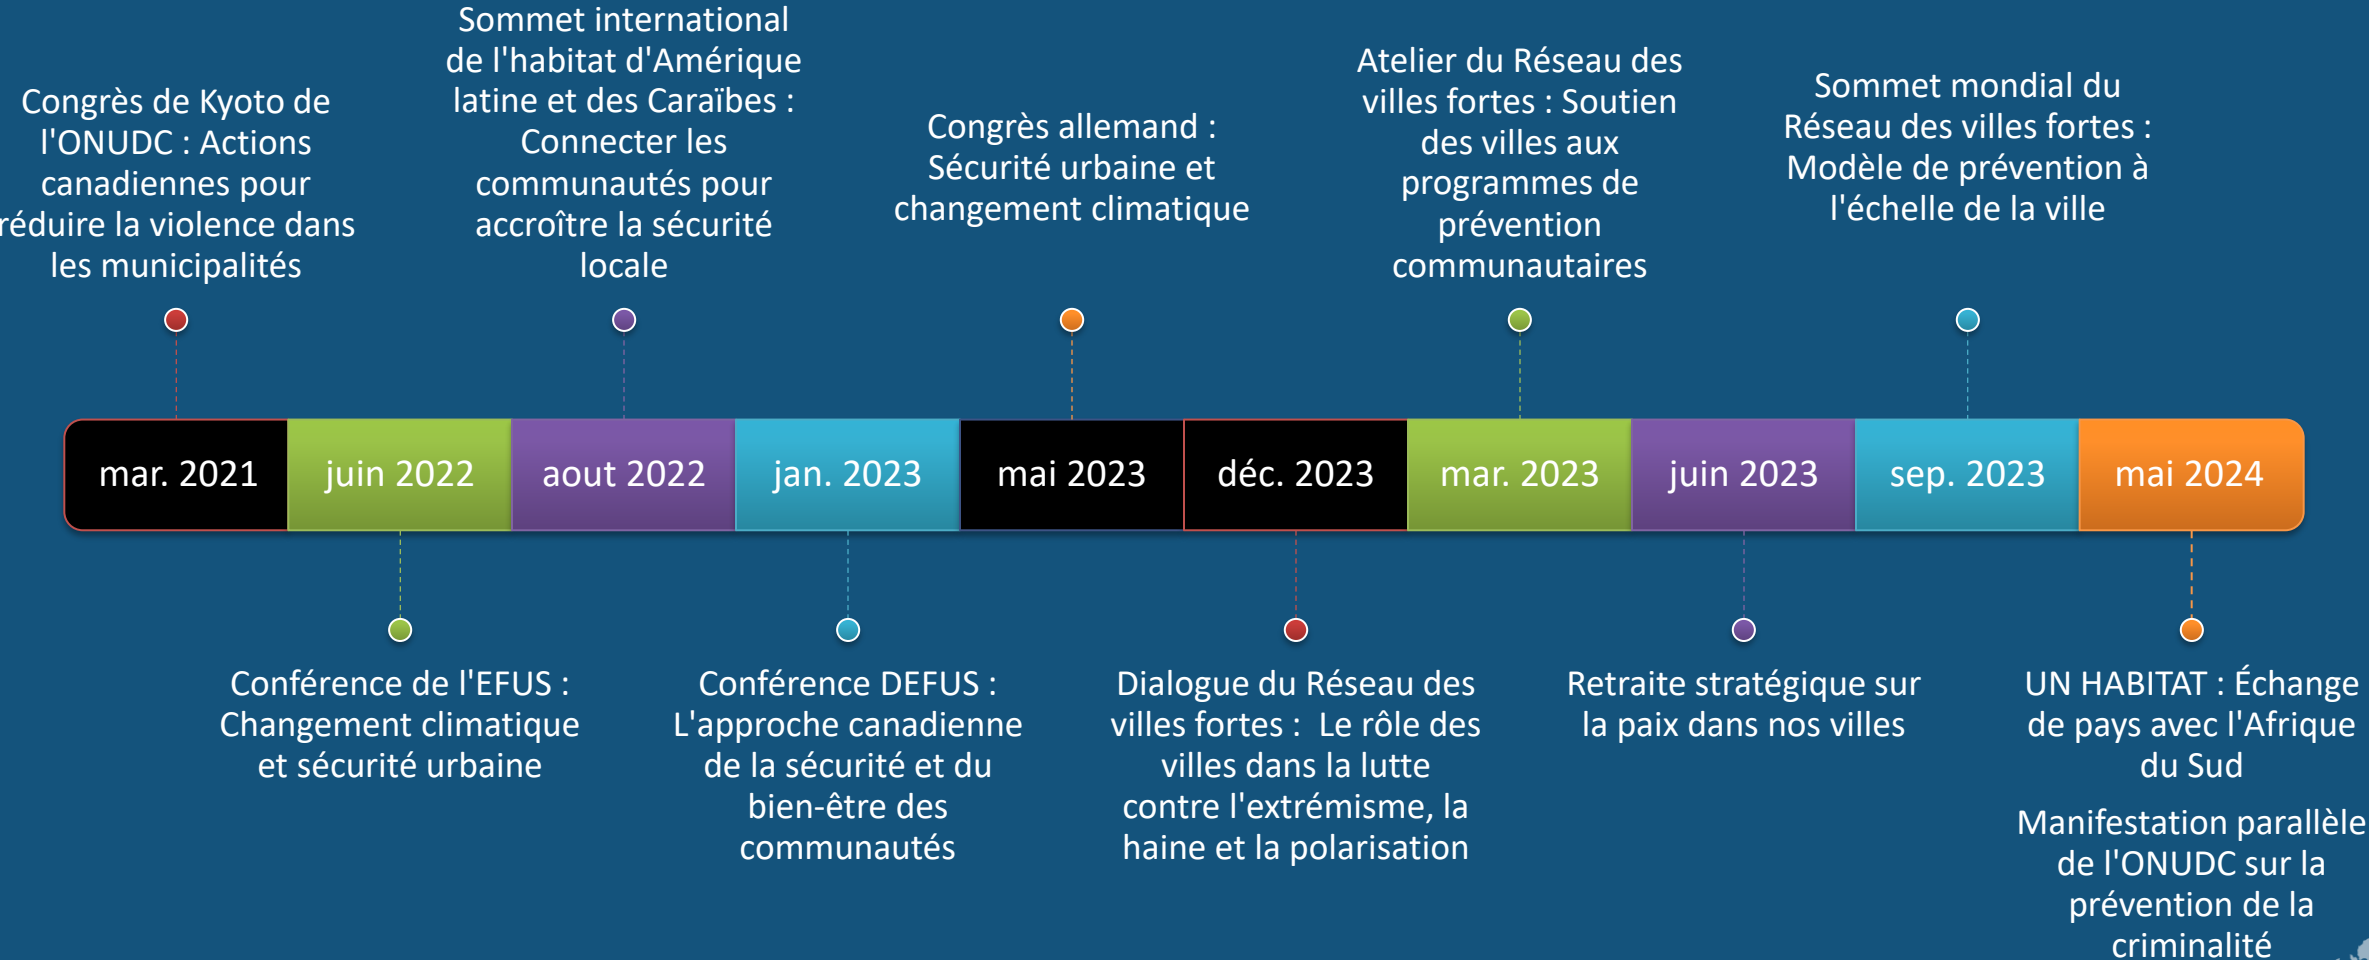 Congrès de Kyoto de
l'ONUDC : Actions
canadiennes pour
réduire la violence dans
les municipalités
Sommet international
de l'habitat d'Amérique
latine et des Caraïbes :
Connecter les
communautés pour
accroître la sécurité
locale
Congrès allemand :
Sécurité urbaine et
changement climatique
Atelier du Réseau des
villes fortes : Soutien
des villes aux
programmes de
prévention
communautaires
Sommet mondial du
Réseau des villes fortes :
Modèle de prévention à
l'échelle de la ville
mar. 2021
juin 2022
aout 2022
jan. 2023
mai 2023
déc. 2023
mar. 2023
juin 2023
sep. 2023
mai 2024
Conférence de l'EFUS :
Changement climatique
et sécurité urbaine
Conférence DEFUS :
L'approche canadienne
de la sécurité et du
bien-être des
communautés
Dialogue du Réseau des
villes fortes :  Le rôle des
villes dans la lutte
contre l'extrémisme, la
haine et la polarisation
Retraite stratégique sur
la paix dans nos villes
UN HABITAT : Échange
de pays avec l'Afrique
du Sud
Manifestation parallèle
de l'ONUDC sur la
prévention de la
criminalité